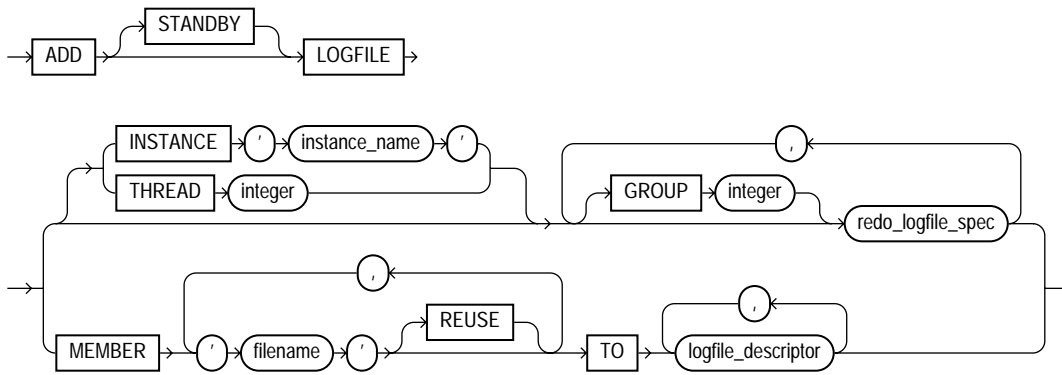 STANDBY
ADD LOGFILE
INSTANCE ' instance_name ' ,
THREAD integer GROUP integer
redo_logfile_spec
, ,
REUSE
MEMBER ' filename ' TO logfile_descriptor